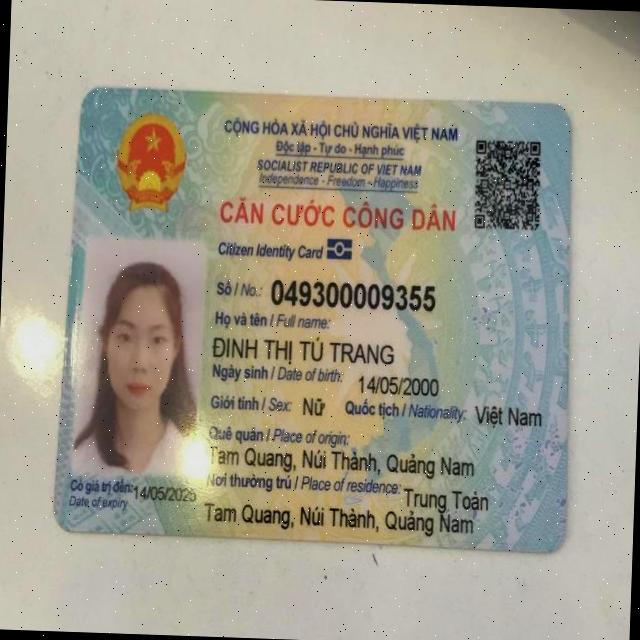 CỘNG HÒA XÃ HỘI CHỦ NGHĨA VIỆT NAM
Độc lập - Tự do - Hạnh phúc
SOCIALIST REPUBLIC OF VIET NAM
Independence - Freedom - Happiness
CĂN CƯỚC CÔNG DÂN
Citizen Identity Card
Số / No.: 049300009355
Họ và tên / Full name:
ĐINH THỊ TÚ TRANG
Ngày sinh / Date of birth: 14/05/2000
Giới tính / Sex: Nữ Quốc tịch / Nationality: Việt Nam
Quê quán / Place of origin:
Tam Quang, Núi Thành, Quảng Nam
Nơi thường trú / Place of residence: Trung Toàn
Tam Quang, Núi Thành, Quảng Nam
Có giá trị đến: 14/05/2025
Date of expiry